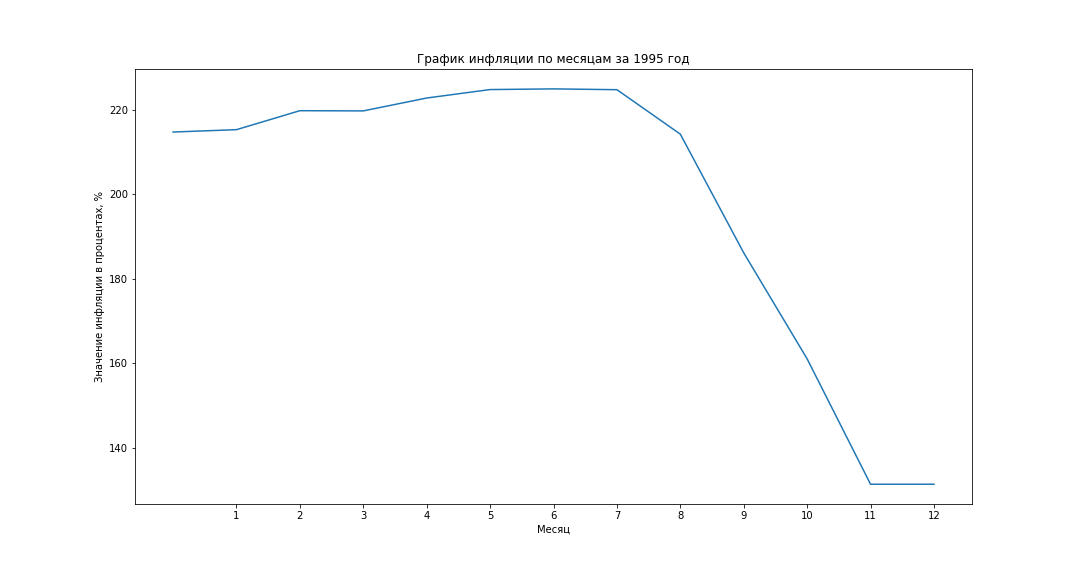 График инфляции по месяцам за 1995 год
Значение инфляции в процентах, %
220
200
180
160
140
1 2 3 4 5 6 7 8 9 10 11 12
Месяц